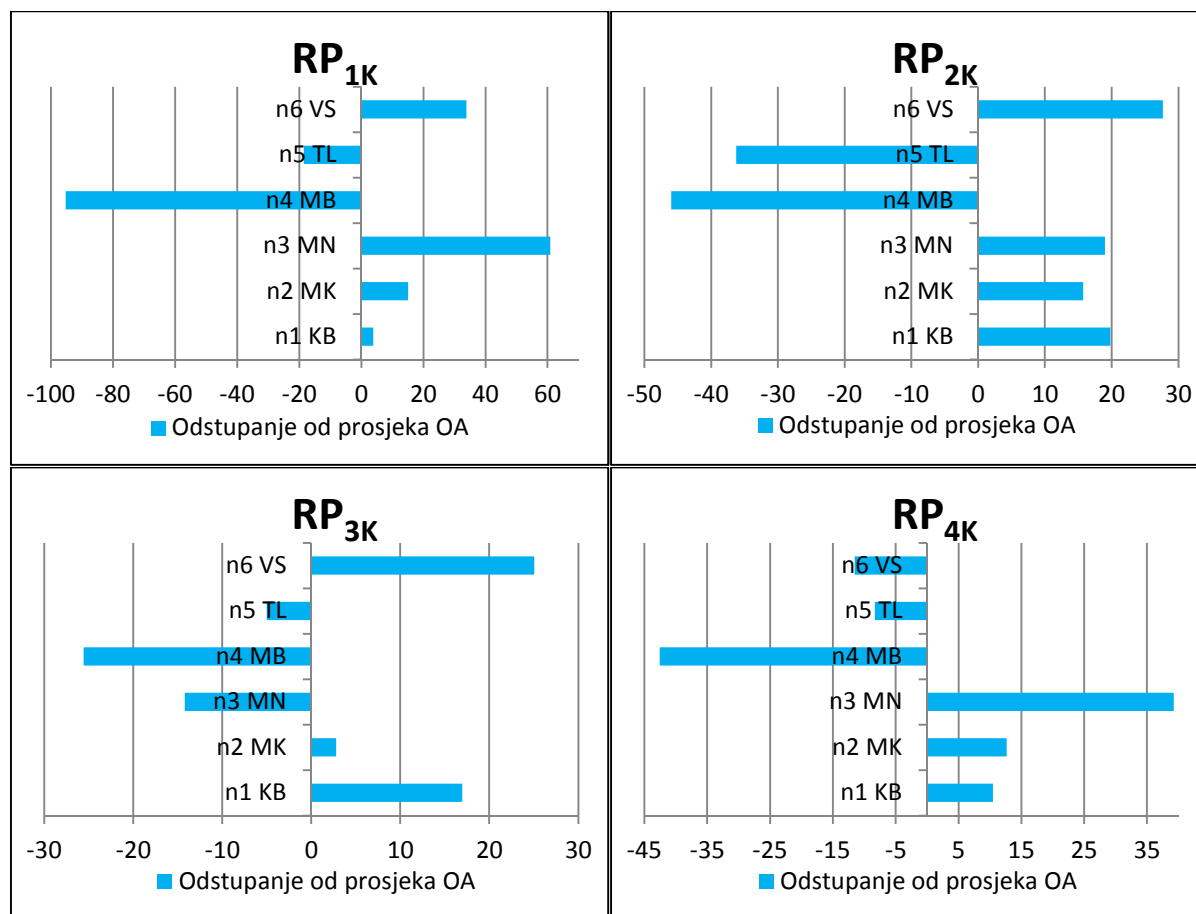 RP1K
n6 VS
n5 TL
n4 MB
n3 MN
n2 MK
n1 KB
-100 -80 -60 -40 -20 0 20 40 60
Odstupanje od prosjeka OA
RP2K
n6 VS
n5 TL
n4 MB
n3 MN
n2 MK
n1 KB
-50 -40 -30 -20 -10 0 10 20 30
Odstupanje od prosjeka OA
RP3K
n6 VS
n5 TL
n4 MB
n3 MN
n2 MK
n1 KB
-30 -20 -10 0 10 20 30
Odstupanje od prosjeka OA
RP4K
n6 VS
n5 TL
n4 MB
n3 MN
n2 MK
n1 KB
-45 -35 -25 -15 -5 5 15 25 35
Odstupanje od prosjeka OA